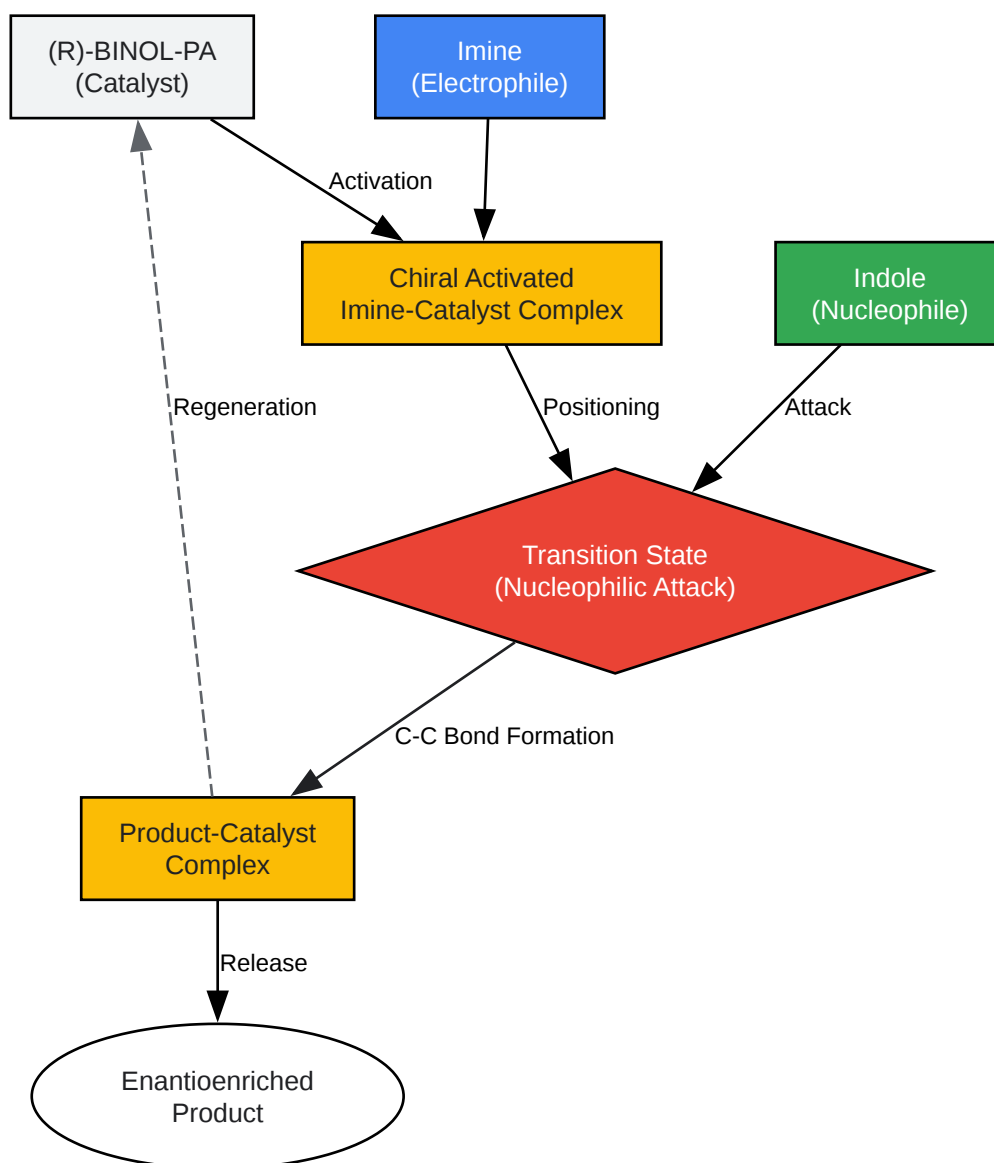 (R)-BINOL-PA
(Catalyst)
Imine
(Electrophile)
Activation
Chiral Activated
Imine-Catalyst Complex
Indole
(Nucleophile)
Regeneration
Positioning
Attack
Transition State
(Nucleophilic Attack)
C-C Bond Formation
Product-Catalyst
Complex
Release
Enantioenriched
Product